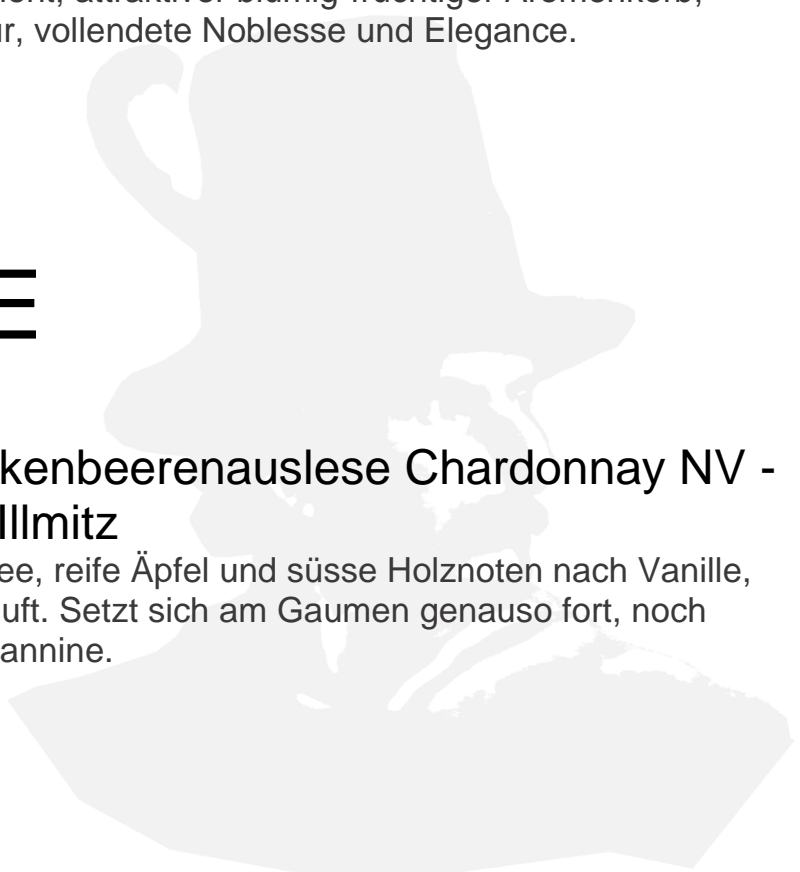 attraktiver blumig-fruchtiger Aromenkorb,
ur, vollendete Noblesse und Elegance.
E
kenbeerenauslese Chardonnay NV -
Illmitz
ee, reife Äpfel und süsse Holznoten nach Vanille,
uft. Setzt sich am Gaumen genauso fort, noch
annine.